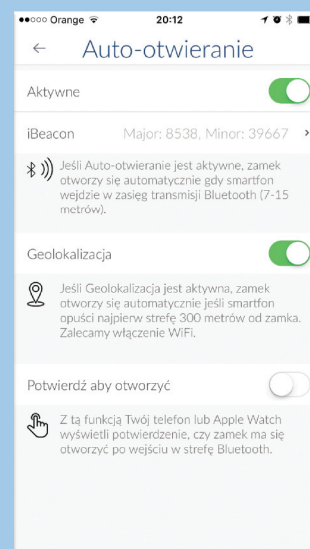 Orange 20:12
← Auto-otwieranie
Aktywne
iBeacon Major: 8538, Minor: 39667 >
Jeśli Auto-otwieranie jest aktywne, zamek
otworzy się automatycznie gdy smartfon
wejdzie w zasięg transmisji Bluetooth (7-15
metrów).
Geolokalizacja
Jeśli Geolokalizacja jest aktywna, zamek
otworzy się automatycznie jeśli smartfon
opuści najpierw strefę 300 metrów od zamka.
Zalecamy włączenie WiFi.
Potwierdź aby otworzyć
Z tą funkcją Twój telefon lub Apple Watch
wyświetli potwierdzenie, czy zamek ma się
otworzyć po wejściu w strefę Bluetooth.